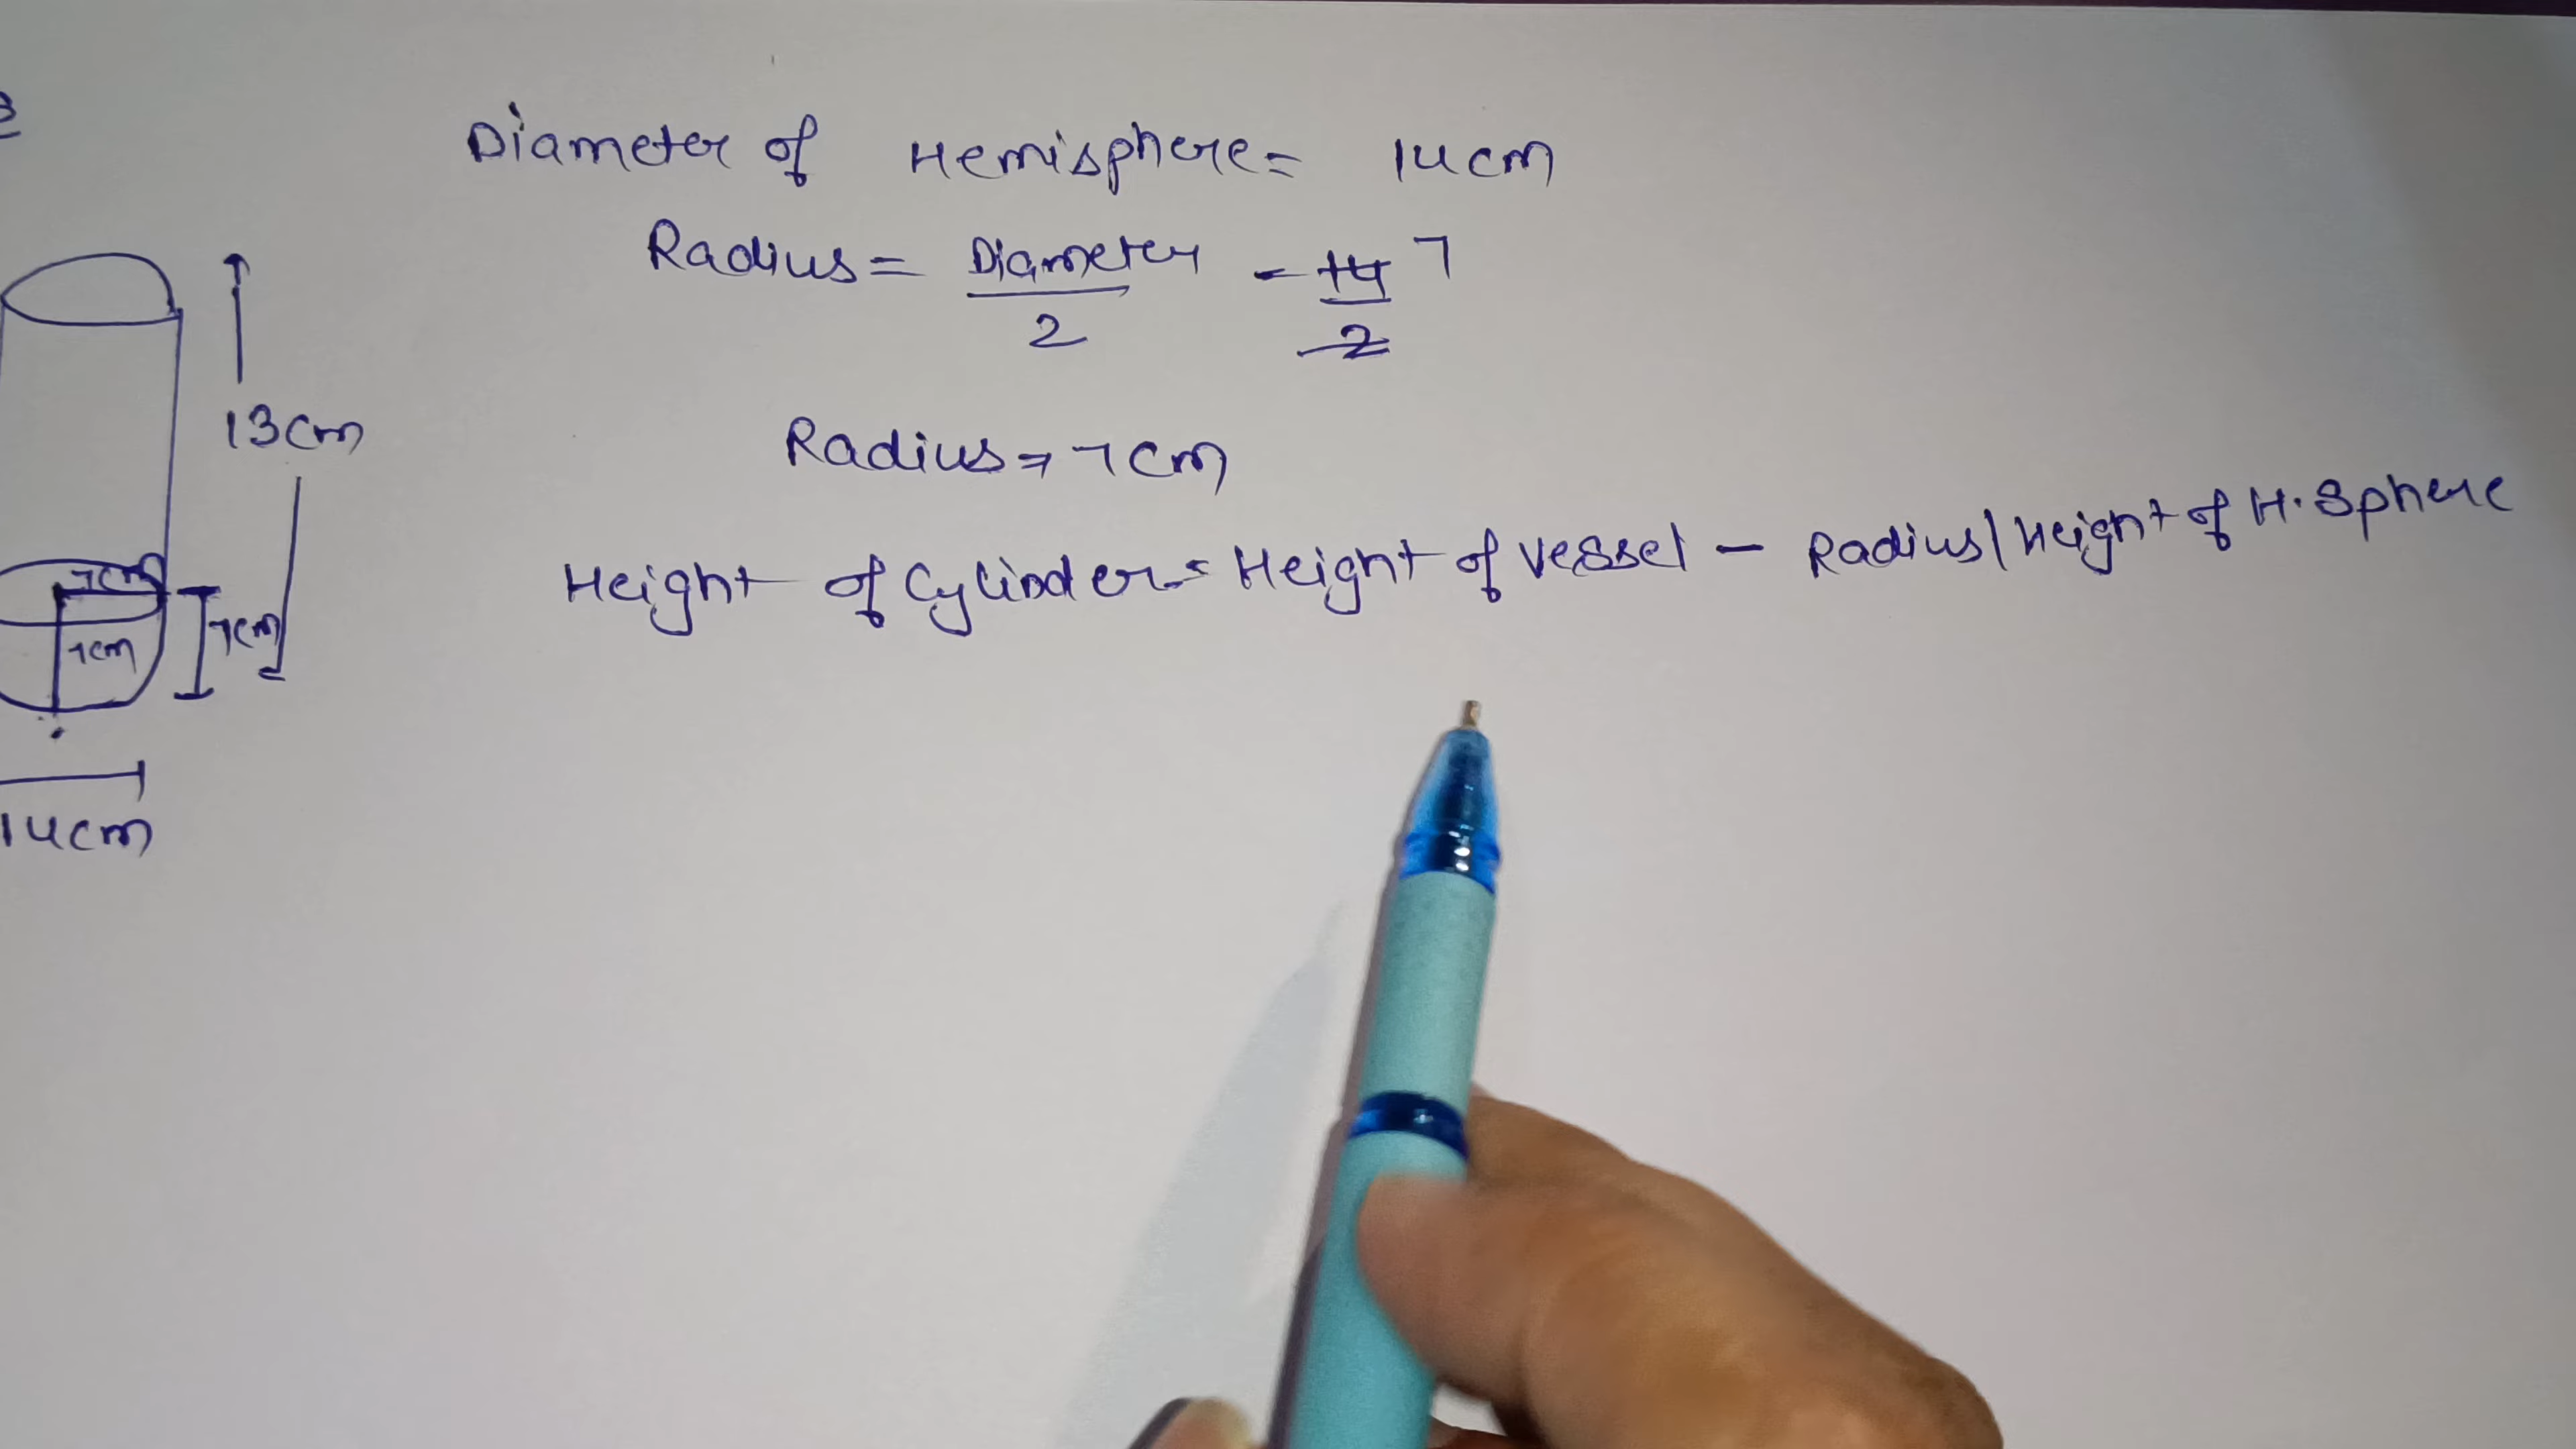 Diameter of Hemisphere = 14cm
Radius = Diameter/2 = 14/2 7
Radius = 7cm
Height of Cylinder = Height of Vessel - Radius/Height of H.Sphere
13cm
7cm
7cm
7cm
14cm